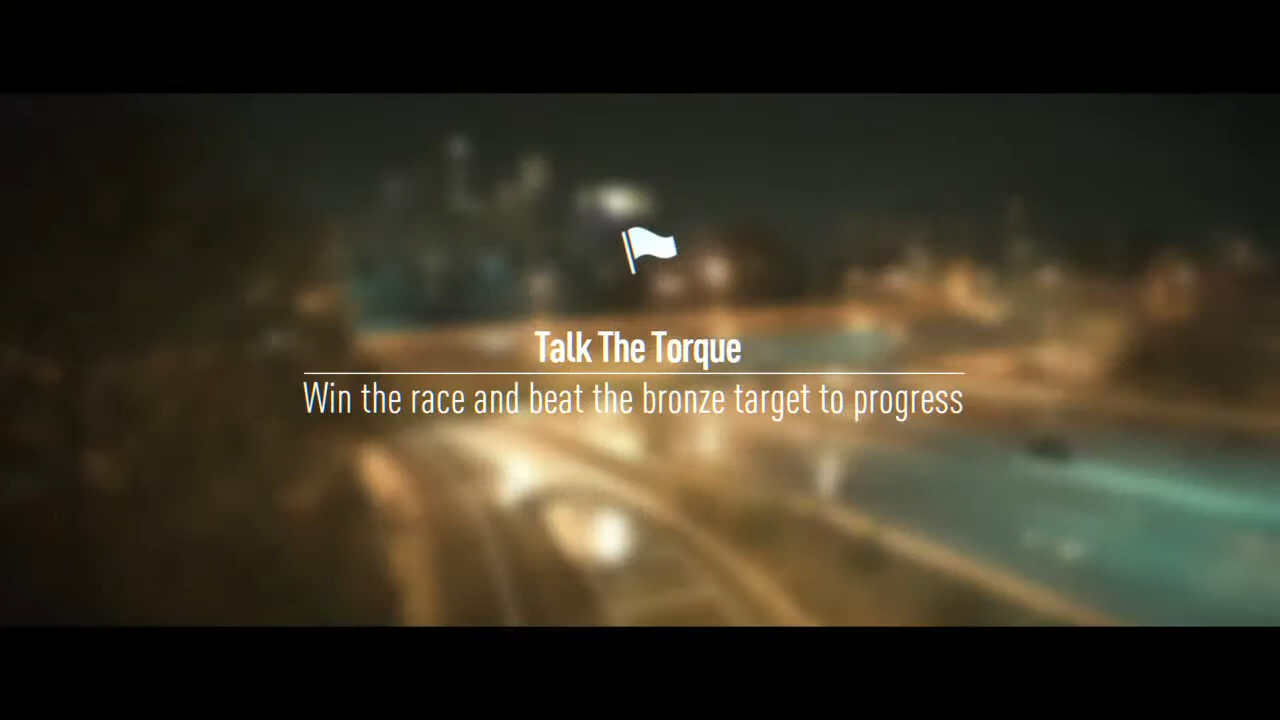 Talk The Torque
Win the race and beat the bronze target to progress